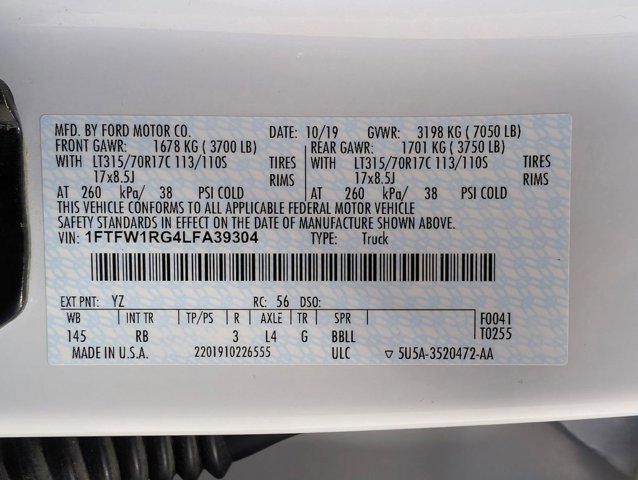 MFD. BY FORD MOTOR CO. DATE: 10/19 GVWR: 3198 KG ( 7050 LB)
FRONT GAWR: 1678 KG ( 3700 LB) REAR GAWR: 1701 KG ( 3750 LB)
WITH LT315/70R17C 113/110S TIRES WITH LT315/70R17C 113/110S TIRES
17x8.5J RIMS 17x8.5J RIMS
AT 260 kPa/ 38 PSI COLD AT 260 kPa/ 38 PSI COLD
THIS VEHICLE CONFORMS TO ALL APPLICABLE FEDERAL MOTOR VEHICLE
SAFETY STANDARDS IN EFFECT ON THE DATE OF MANUFACTURE SHOWN ABOVE.
VIN: 1FTFW1RG4LFA39304 TYPE: Truck
EXT PNT: YZ RC: 56 DSO:
WB INT TR TP/PS R AXLE TR SPR F0041
145 RB 3 L4 G BBLL T0255
MADE IN U.S.A. 2201910226555 ULC ▽ 5U5A-3520472-AA